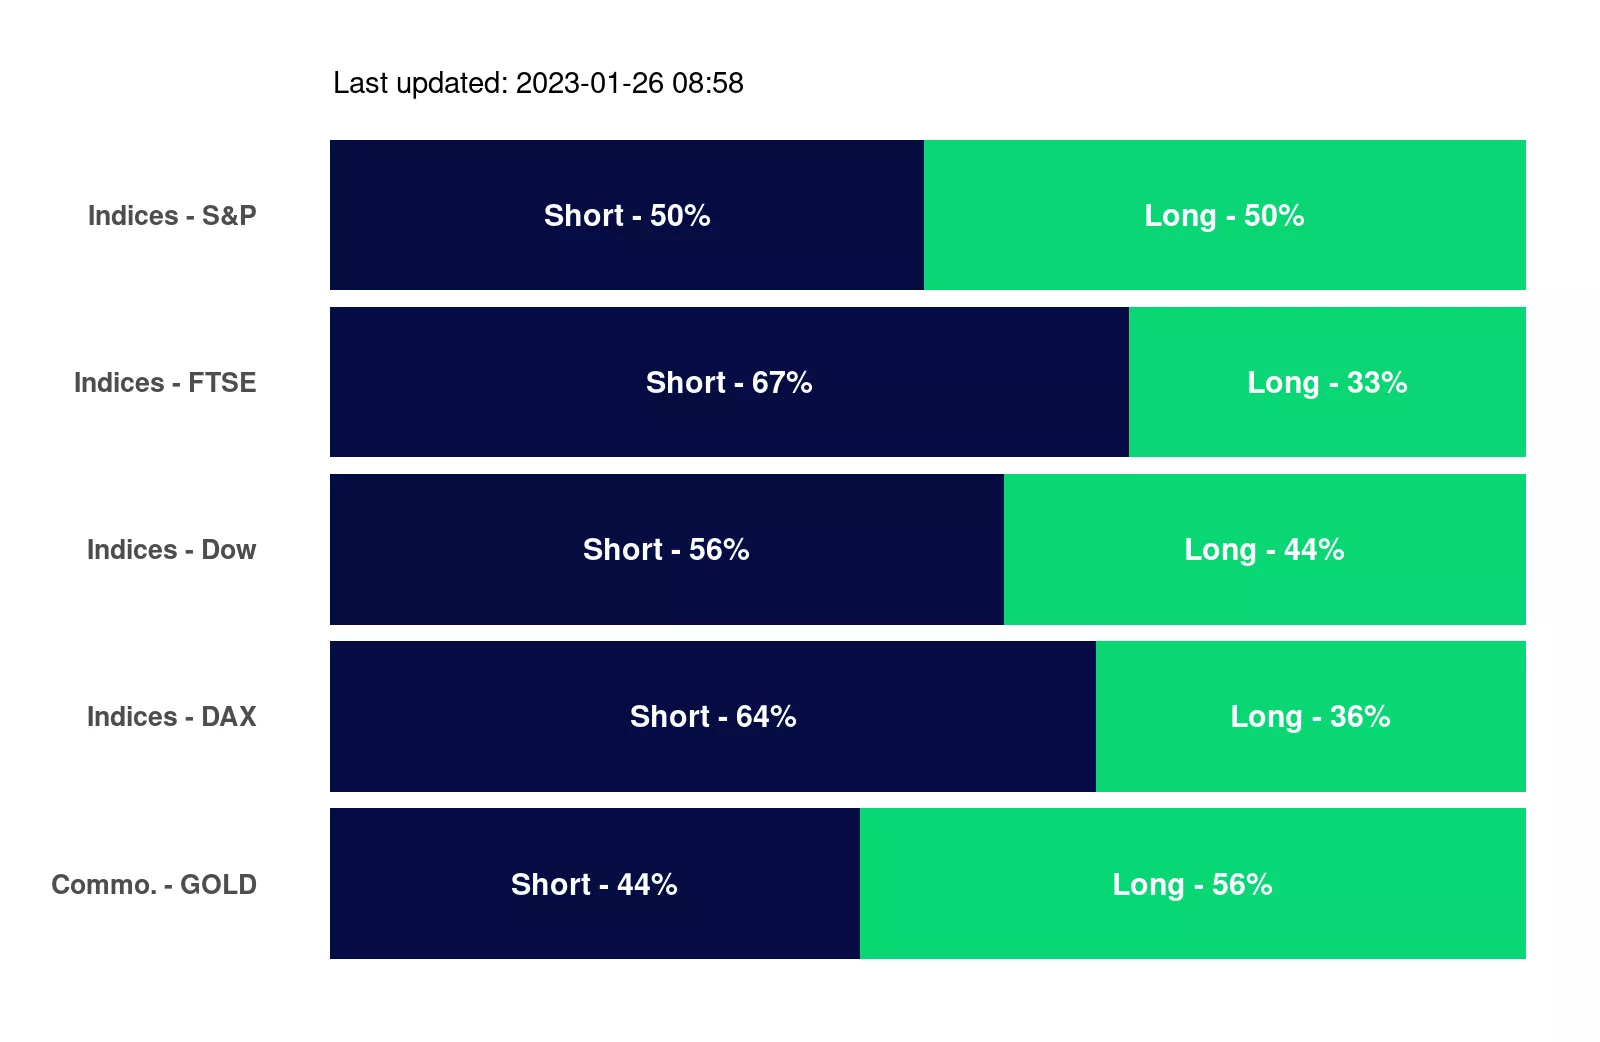 Last updated: 2023-01-26 08:58
Indices - S&P Short - 50% Long - 50%
Indices - FTSE Short - 67% Long - 33%
Indices - Dow Short - 56% Long - 44%
Indices - DAX Short - 64% Long - 36%
Commo. - GOLD Short - 44% Long - 56%